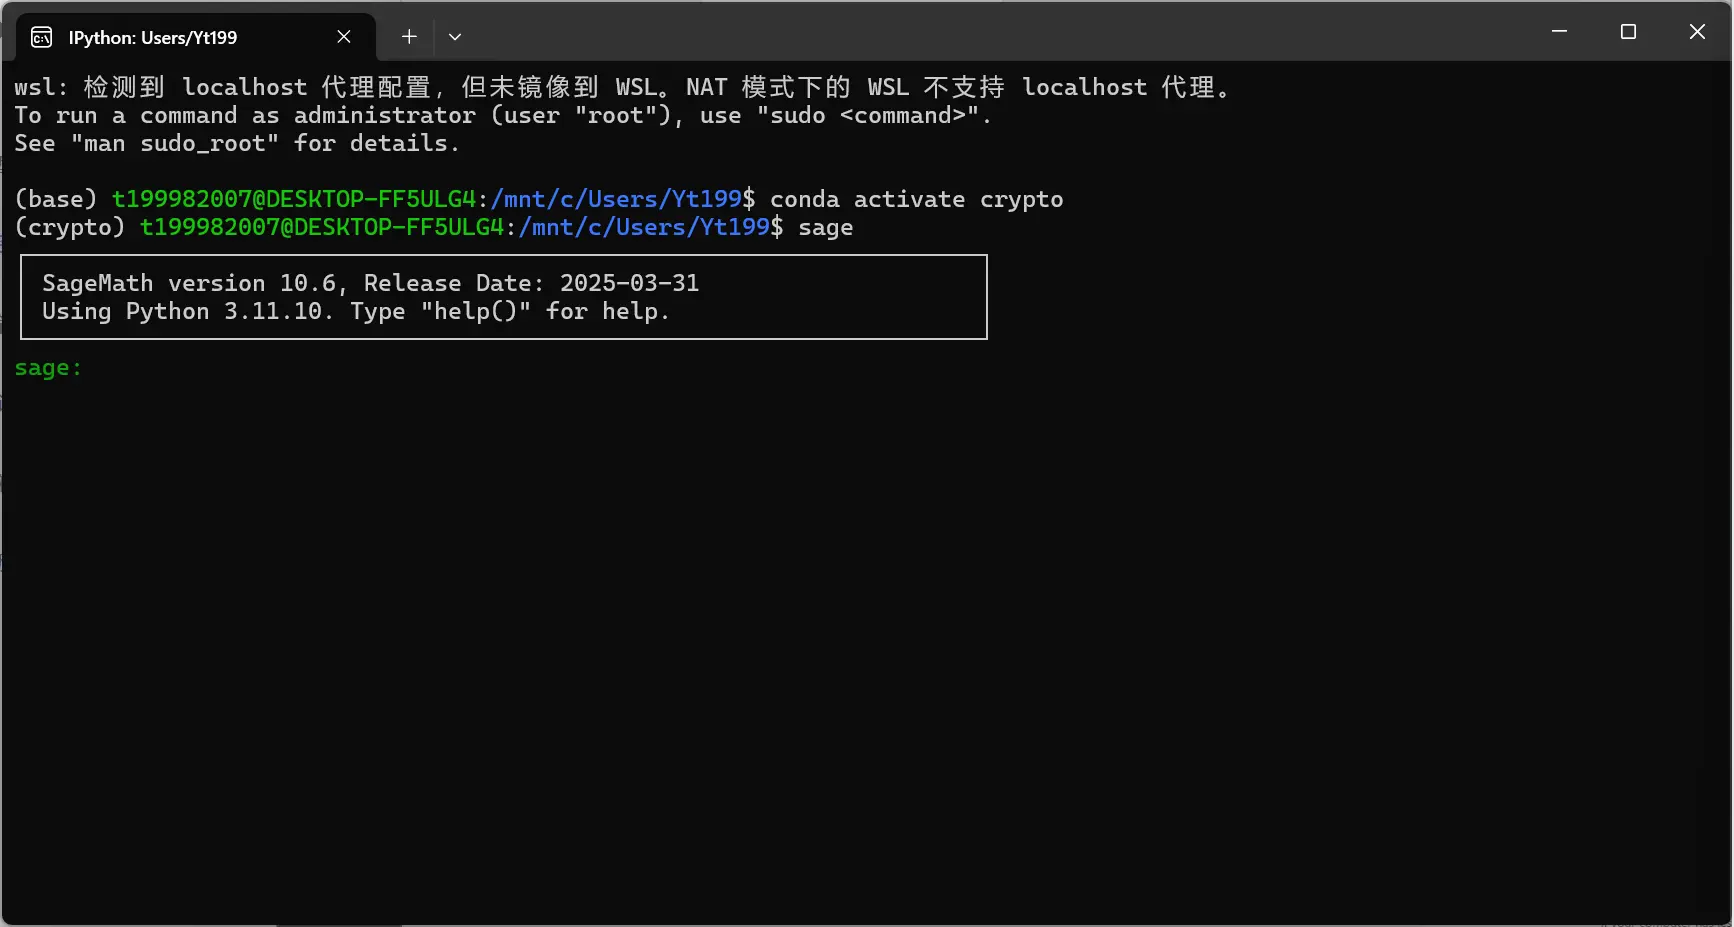 IPython: Users/Yt199
wsl: 检测到 localhost 代理配置，但未镜像到 WSL。NAT 模式下的 WSL 不支持 localhost 代理。
To run a command as administrator (user "root"), use "sudo <command>".
See "man sudo_root" for details.
(base) t199982007@DESKTOP-FF5ULG4:/mnt/c/Users/Yt199$ conda activate crypto
(crypto) t199982007@DESKTOP-FF5ULG4:/mnt/c/Users/Yt199$ sage
SageMath version 10.6, Release Date: 2025-03-31
Using Python 3.11.10. Type "help()" for help.
sage: